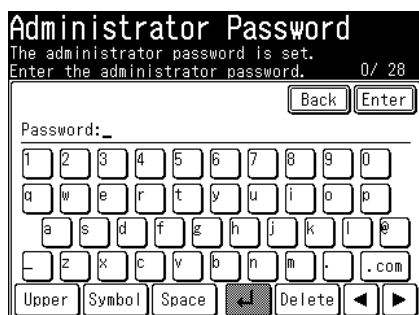 Administrator Password
The administrator password is set.
Enter the administrator password. 0/ 28
Back Enter
Password:_
1 2 3 4 5 6 7 8 9 0
q w e r t y u i o p
a s d f g h j k l @
_ z x c v b n m . .com
Upper Symbol Space ↵ Delete ◀ ▶